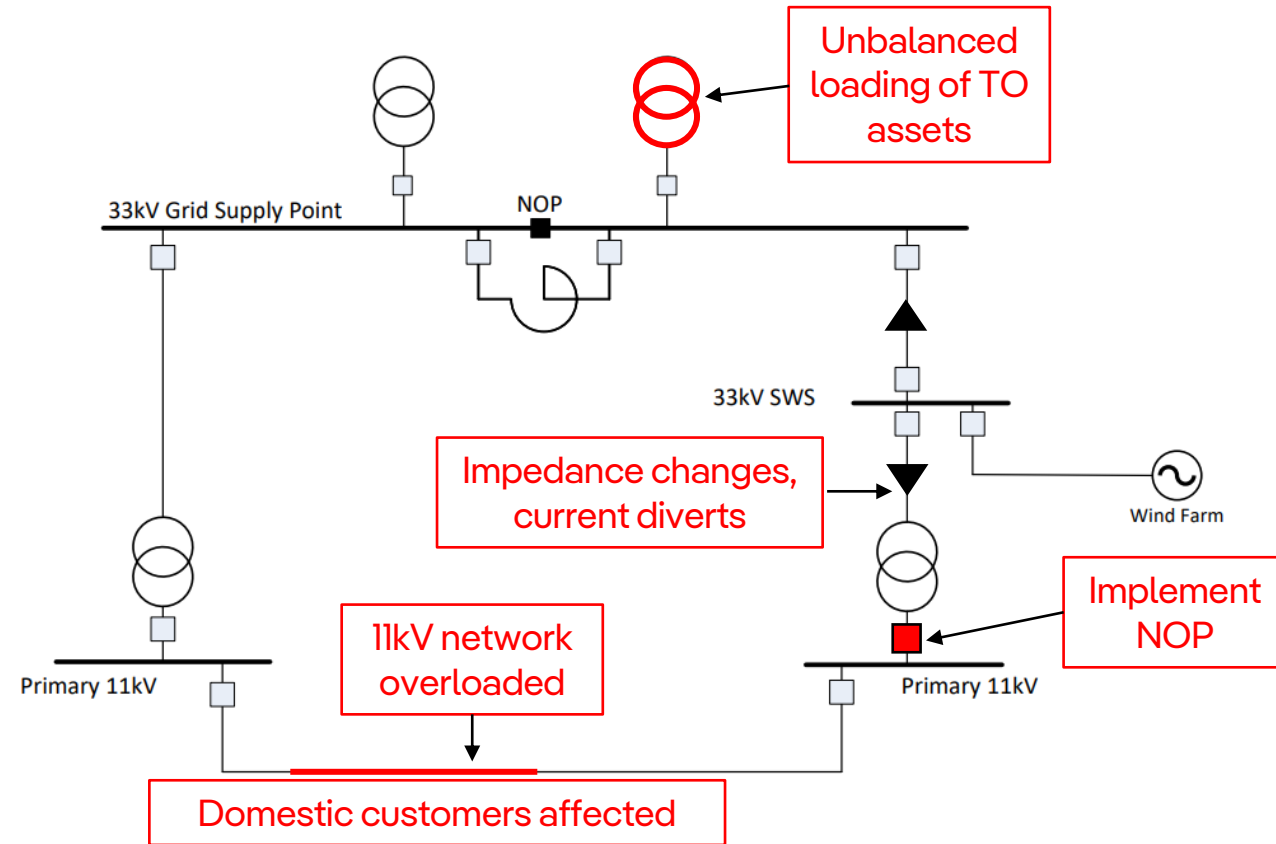 Unbalanced
loading of TO
assets
33kV Grid Supply Point
NOP
33kV SWS
Impedance changes,
current diverts
Wind Farm
Implement
NOP
11kV network
overloaded
Primary 11kV
Primary 11kV
Domestic customers affected